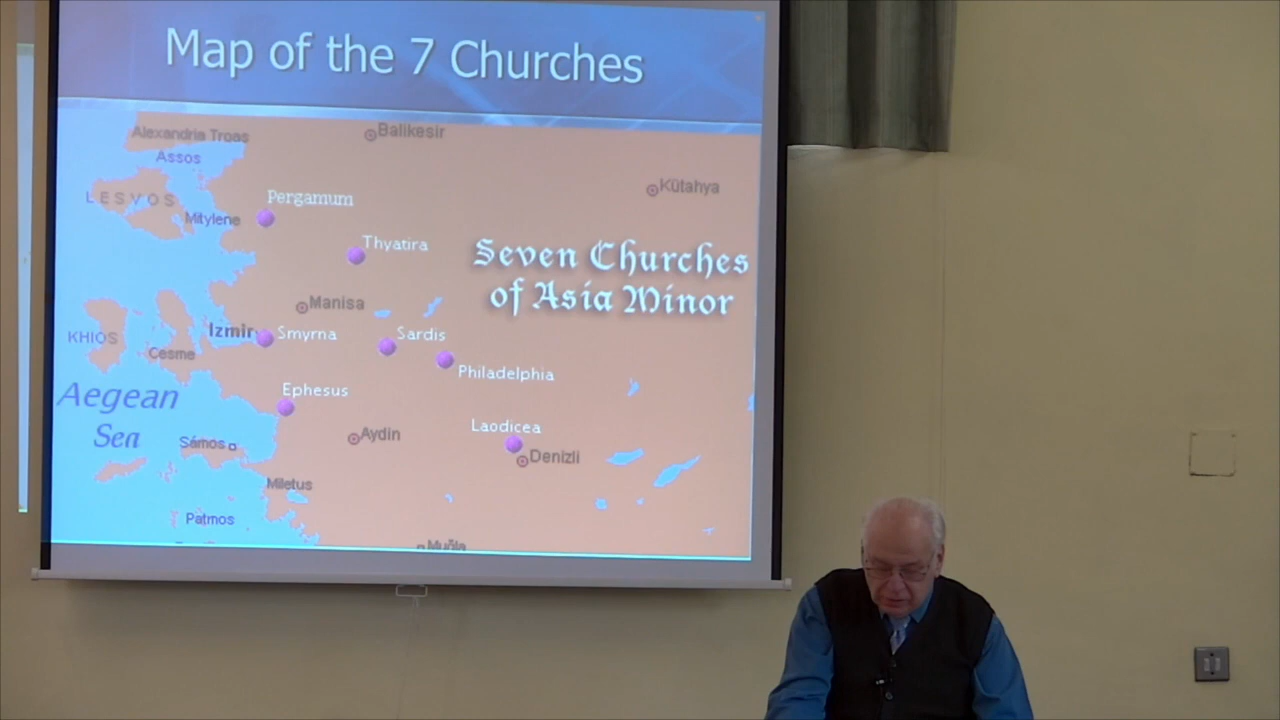 Map of the 7 Churches
Alexandria Troas
Balikesir
Assos
Kütahya
LESVOS
Pergamum
Mitylene
Thyatira
Seven Churches
of Asia Minor
Manisa
KHIOS
Izmir
Smyrna
Sardis
Cesme
Philadelphia
Aegean
Sea
Ephesus
Laodicea
Sámos
Aydin
Denizli
Miletus
Patmos
Muğla